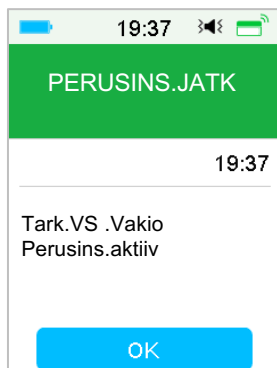 19:37
PERUSINS.JATK
19:37
Tark.VS .Vakio
Perusins.aktiiv
OK